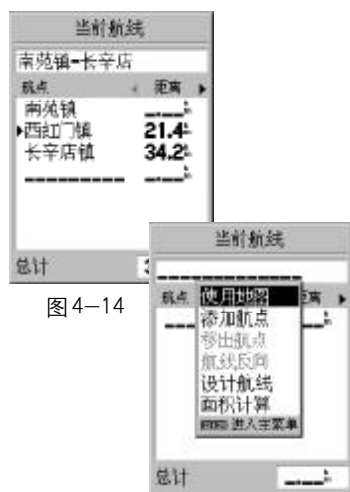 当前航线
南苑镇-长辛店
航点 距离
南苑镇
西红门镇 21.4
长辛店镇 34.2
总计 3
图4-14
当前航线
航点 使用地图 距离
添加航点
移出航点
航线反向
设计航线
面积计算
进入主菜单
总计